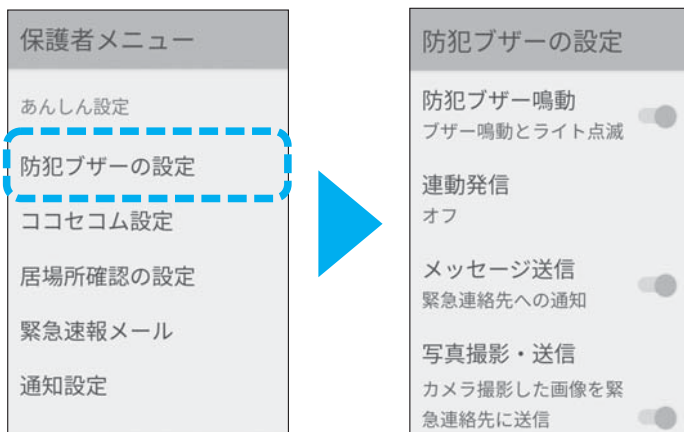 保護者メニュー
あんしん設定
防犯ブザーの設定
ココセコム設定
居場所確認の設定
緊急速報メール
通知設定
防犯ブザーの設定
防犯ブザー鳴動
ブザー鳴動とライト点滅
連動発信
オフ
メッセージ送信
緊急連絡先への通知
写真撮影・送信
カメラ撮影した画像を緊
急連絡先に送信